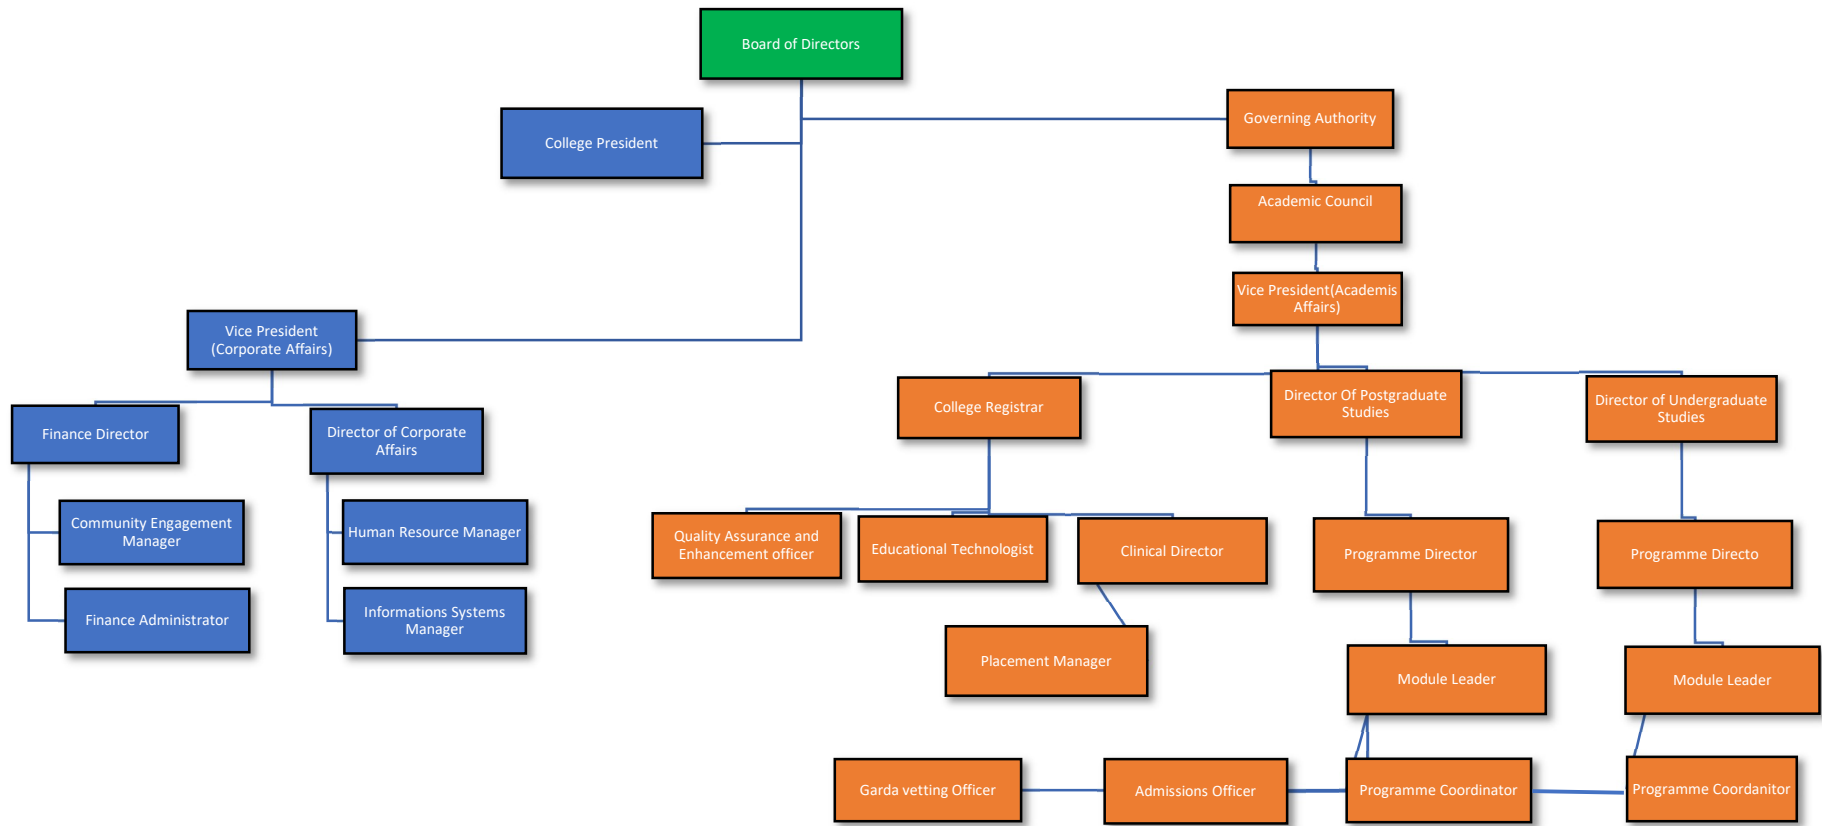 Board of Directors
College President
Governing Authority
Academic Council
Vice President(Academis
Affairs)
Vice President
(Corporate Affairs)
College Registrar
Director Of Postgraduate
Studies
Director of Undergraduate
Studies
Finance Director
Director of Corporate
Affairs
Community Engagement
Manager
Human Resource Manager
Quality Assurance and
Enhancement officer
Educational Technologist
Clinical Director
Programme Director
Programme Directo
Finance Administrator
Informations Systems
Manager
Placement Manager
Module Leader
Module Leader
Garda vetting Officer
Admissions Officer
Programme Coordinator
Programme Coordanitor